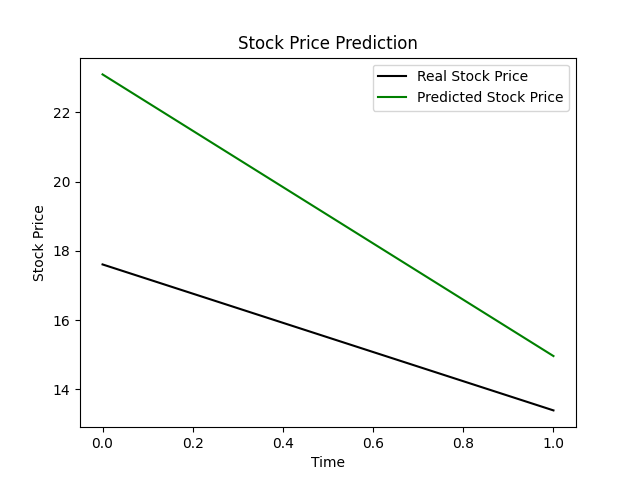 Stock Price Prediction
Real Stock Price
Predicted Stock Price
Stock Price
22
20
18
16
14
0.0 0.2 0.4 0.6 0.8 1.0
Time